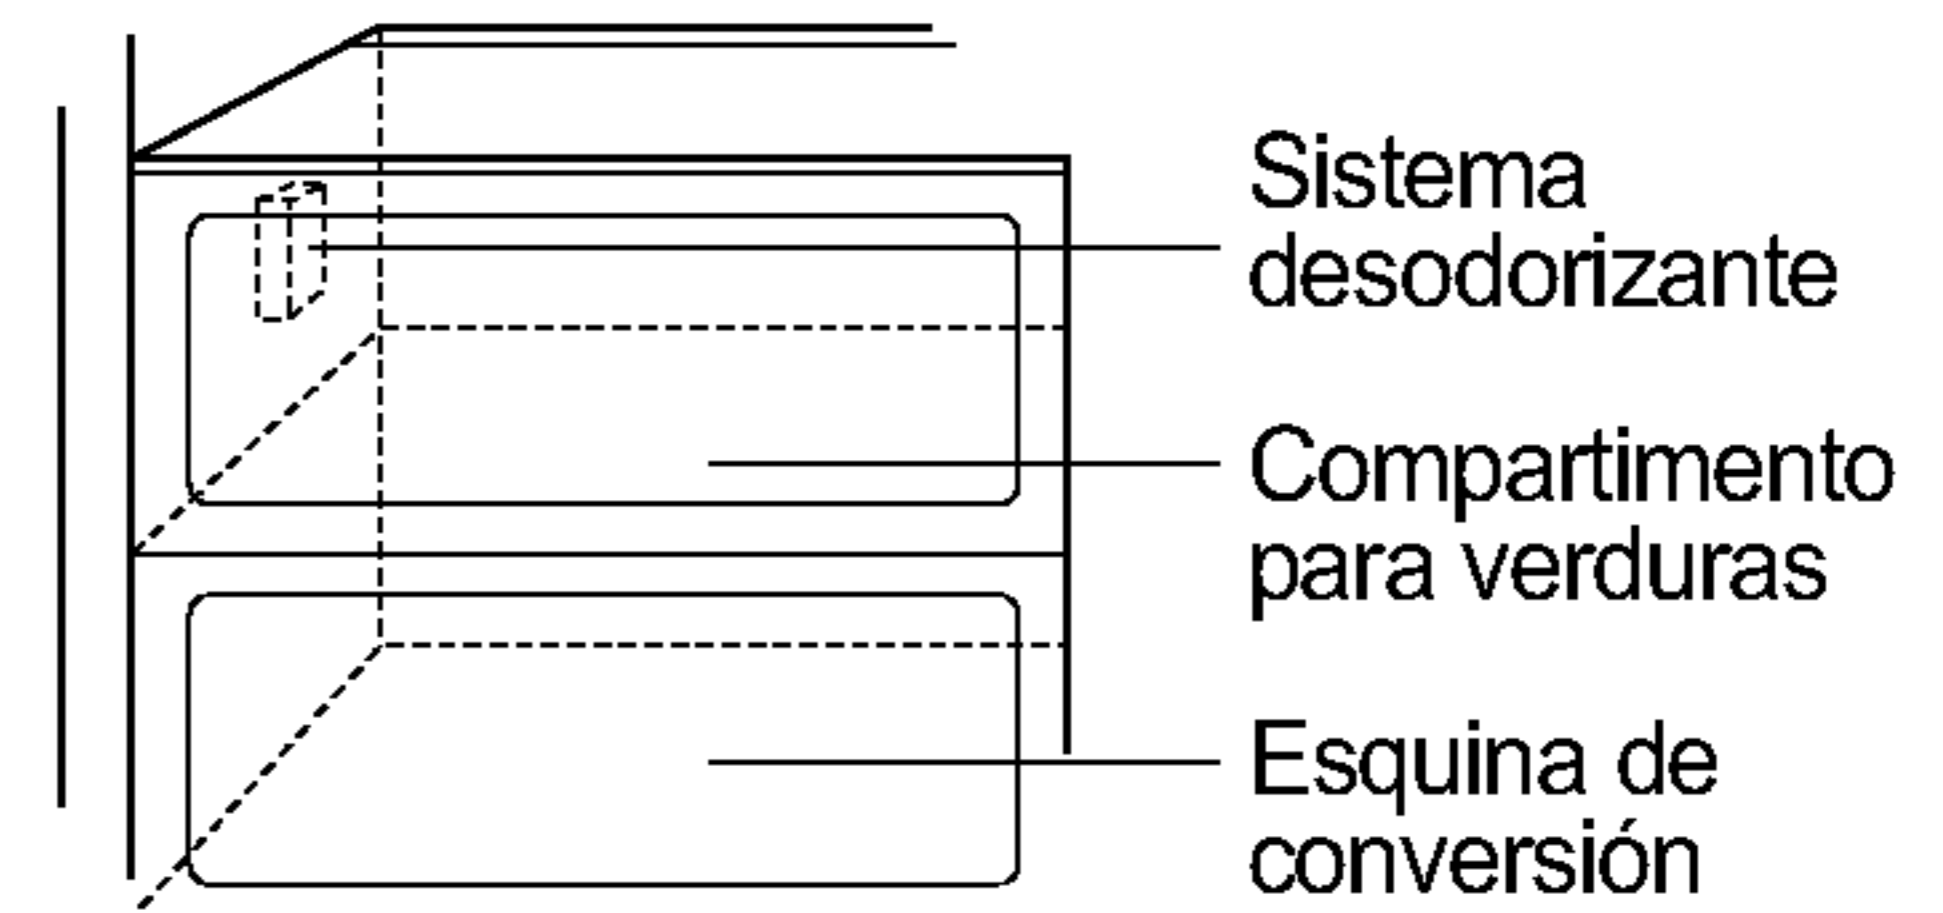 Sistema
desodorizante
Compartimento
para verduras
Esquina de
conversión